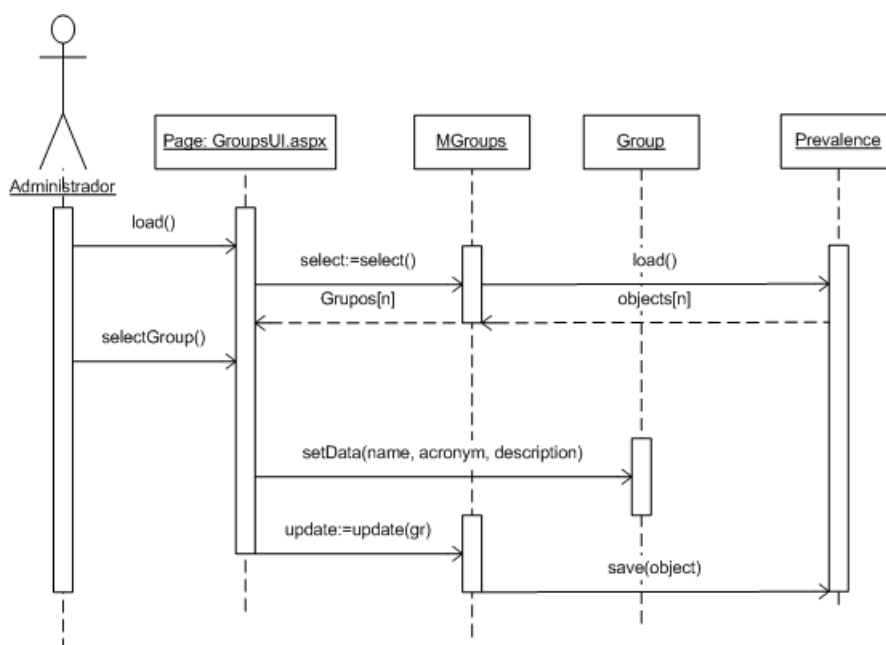 Page: GroupsUI.aspx
MGroups
Group
Prevalence
Administrador
load()
select:=select()
load()
Grupos[n]
objects[n]
selectGroup()
setData(name, acronym, description)
update:=update(gr)
save(object)